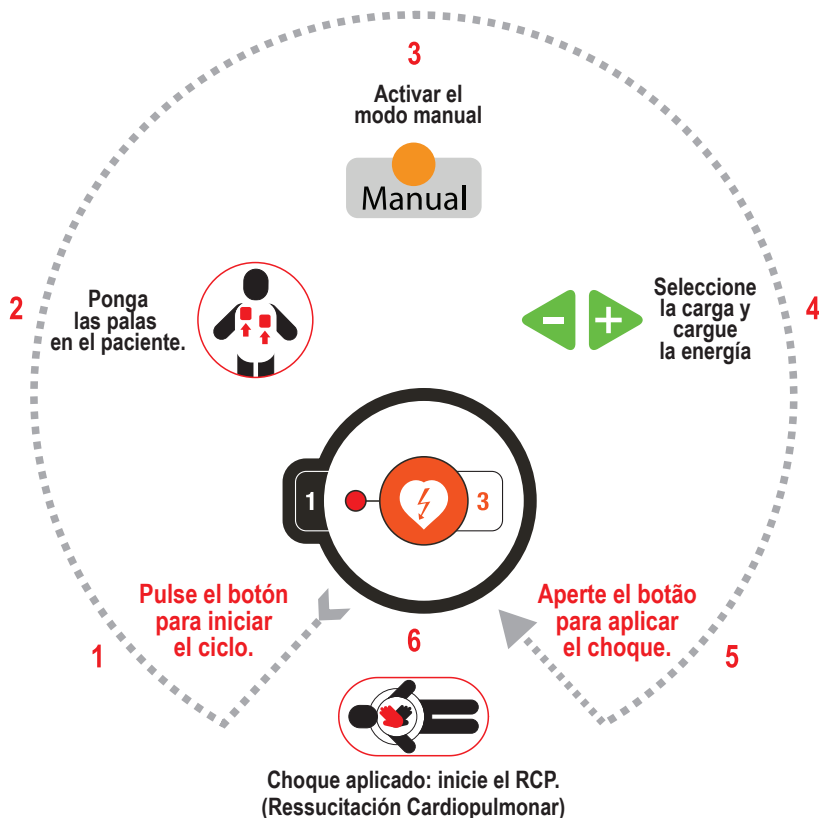 3
Activar el
modo manual
Manual
2
Ponga
las palas
en el paciente.
- +
Seleccione
la carga y
cargue
la energía
4
1
3
Pulse el botón
para iniciar
el ciclo.
1
6
Aperte el botão
para aplicar
el choque.
5
Choque aplicado: inicie el RCP.
(Ressucitación Cardiopulmonar)